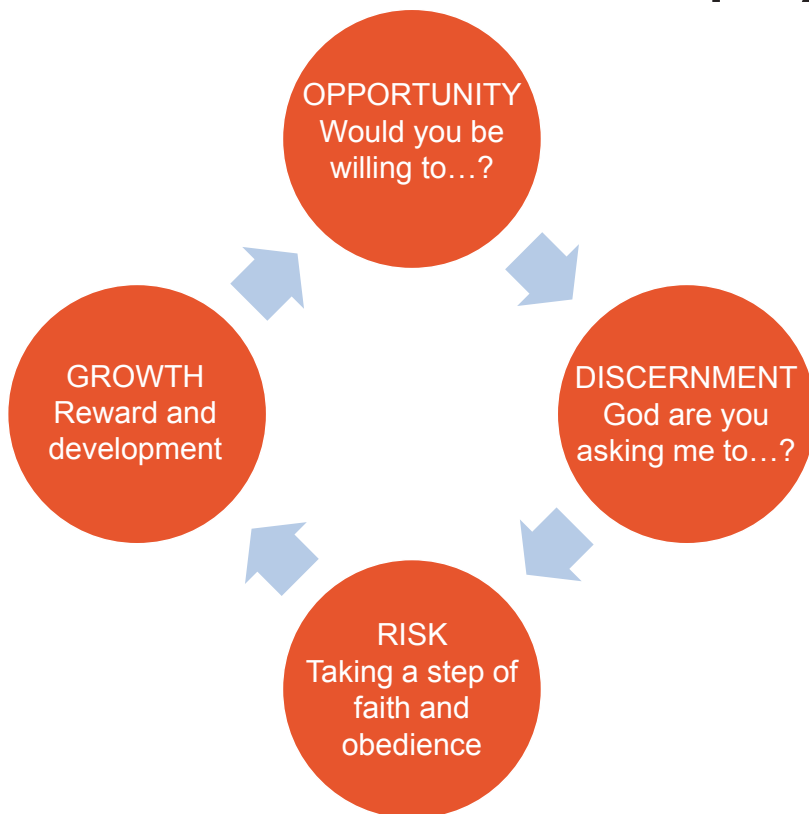 OPPORTUNITY
Would you be
willing to…?
DISCERNMENT
God are you
asking me to…?
RISK
Taking a step of
faith and
obedience
GROWTH
Reward and
development